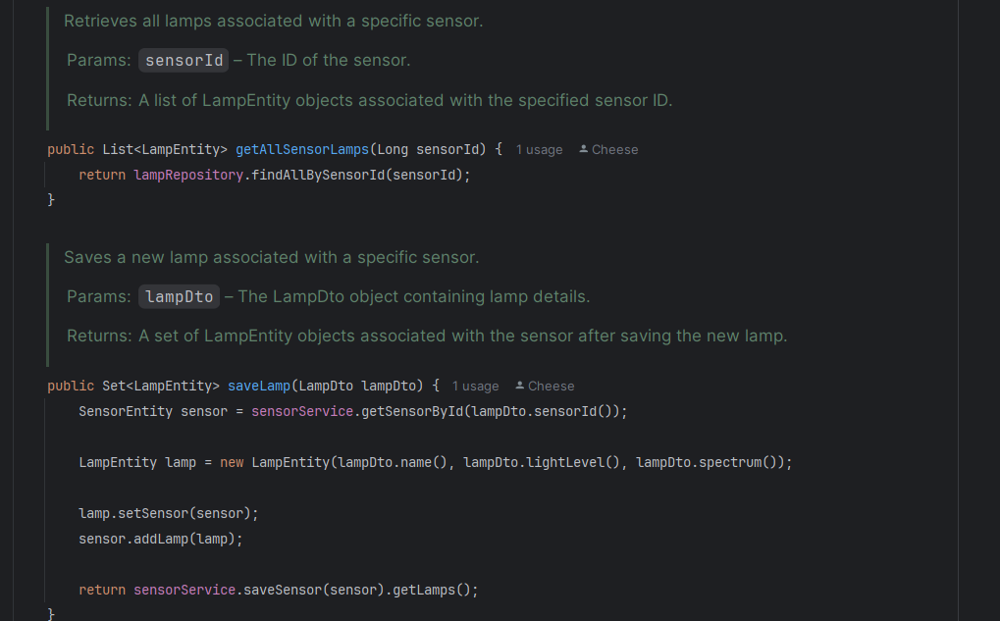 Retrieves all lamps associated with a specific sensor.
Params: sensorId – The ID of the sensor.
Returns: A list of LampEntity objects associated with the specified sensor ID.
public List<LampEntity> getAllSensorLamps(Long sensorId) { 1 usage Cheese
return lampRepository.findAllBySensorId(sensorId);
}
Saves a new lamp associated with a specific sensor.
Params: lampDto – The LampDto object containing lamp details.
Returns: A set of LampEntity objects associated with the sensor after saving the new lamp.
public Set<LampEntity> saveLamp(LampDto lampDto) { 1 usage Cheese
SensorEntity sensor = sensorService.getSensorById(lampDto.sensorId());
LampEntity lamp = new LampEntity(lampDto.name(), lampDto.lightLevel(), lampDto.spectrum());
lamp.setSensor(sensor);
sensor.addLamp(lamp);
return sensorService.saveSensor(sensor).getLamps();
}